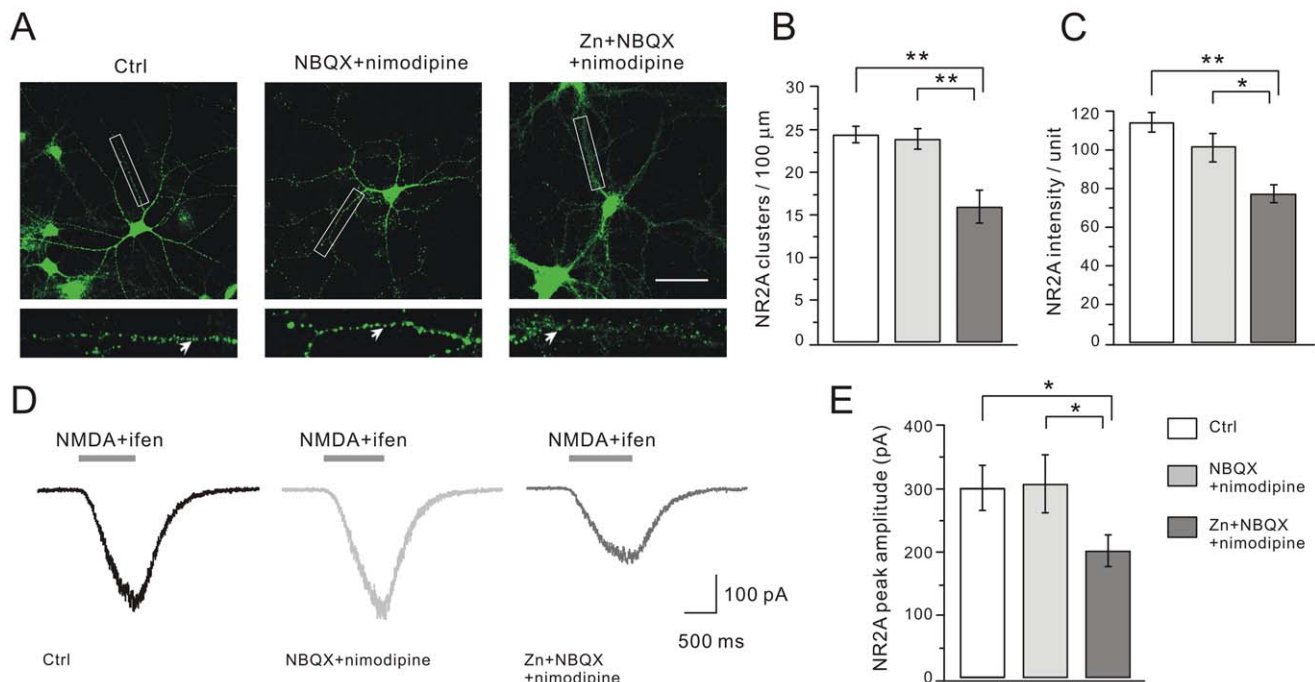 A
Ctrl
NBQX+nimodipine
Zn+NBQX
+nimodipine
B
NR2A clusters / 100 µm
30
25
20
15
10
5
0
**
**
C
NR2A intensity / unit
120
100
80
60
40
20
0
**
*
D
NMDA+ifen
NMDA+ifen
NMDA+ifen
100 pA
500 ms
Ctrl
NBQX+nimodipine
Zn+NBQX
+nimodipine
E
NR2A peak amplitude (pA)
400
300
200
100
0
*
*
Ctrl
NBQX
+nimodipine
Zn+NBQX
+nimodipine